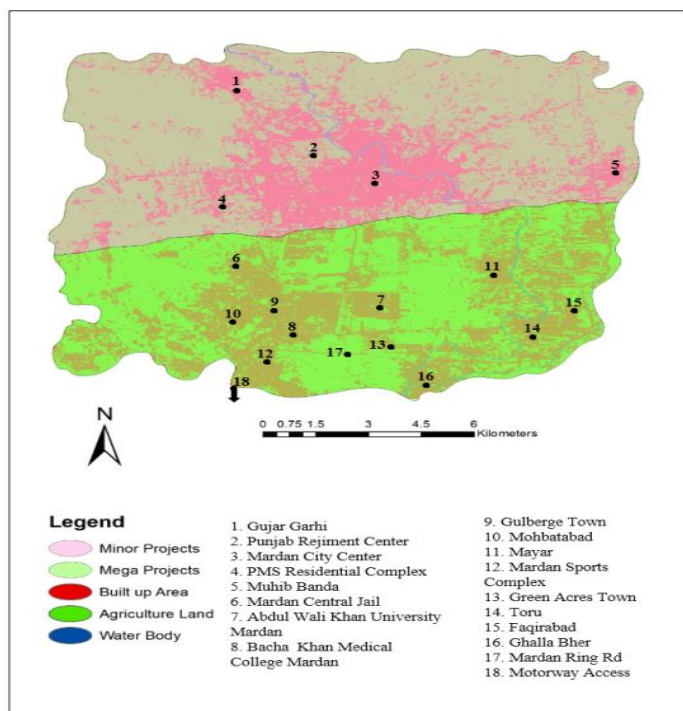 1
2
3
4
5
6
7
8
9
10
11
12
13
14
15
16
17
18
N
0 0.75 1.5 3 4.5 6
Kilometers
Legend
Minor Projects
Mega Projects
Built up Area
Agriculture Land
Water Body
1. Gujar Garhi
2. Punjab Rejiment Center
3. Mardan City Center
4. PMS Residential Complex
5. Muhib Banda
6. Mardan Central Jail
7. Abdul Wali Khan University
Mardan
8. Bacha Khan Medical
College Mardan
9. Gulberge Town
10. Mohbatabad
11. Mayar
12. Mardan Sports
Complex
13. Green Acres Town
14. Toru
15. Faqirabad
16. Ghalla Bher
17. Mardan Ring Rd
18. Motorway Access